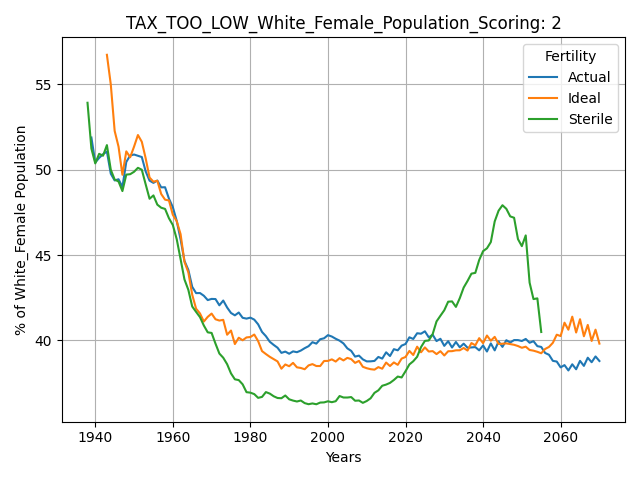 TAX_TOO_LOW_White_Female_Population_Scoring: 2
% of White_Female Population
55
50
45
40
Fertility
Actual
Ideal
Sterile
1940 1960 1980 2000 2020 2040 2060
Years